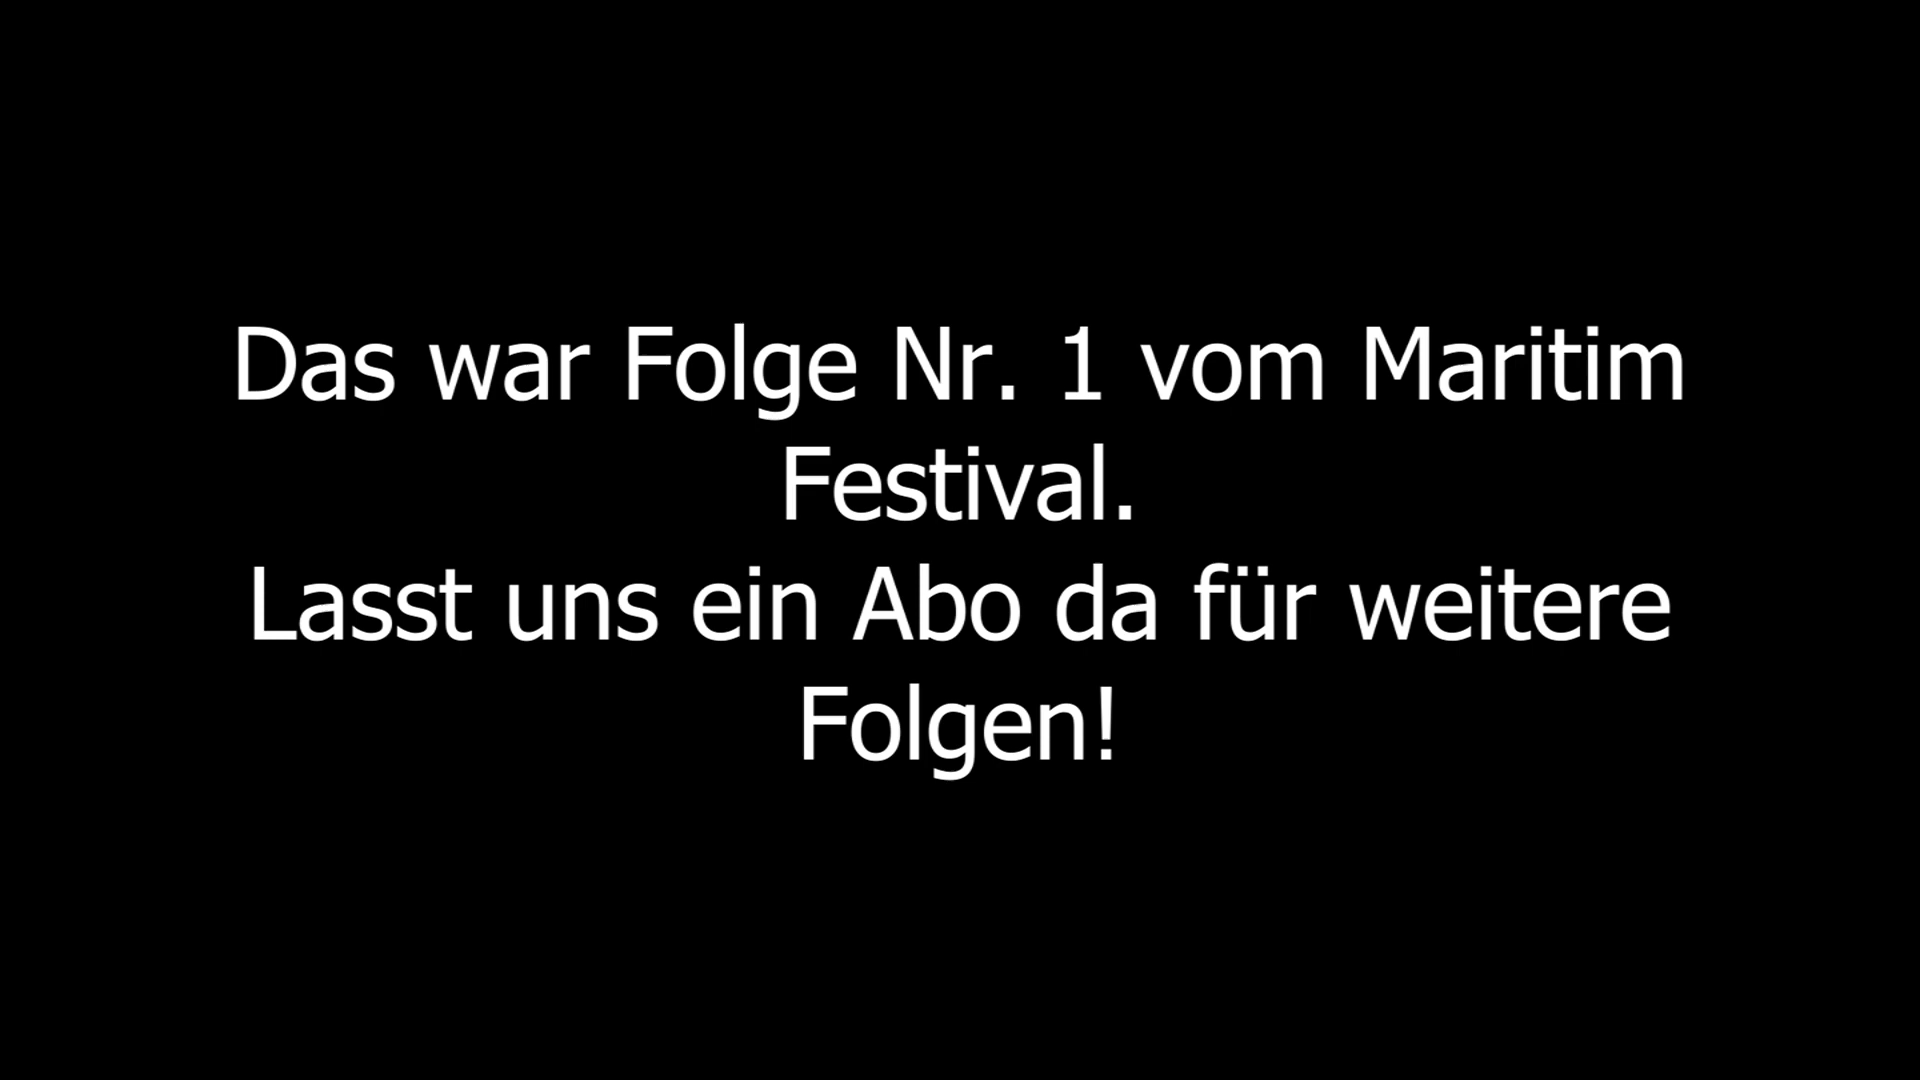 Das war Folge Nr. 1 vom Maritim
Festival.
Lasst uns ein Abo da für weitere
Folgen!